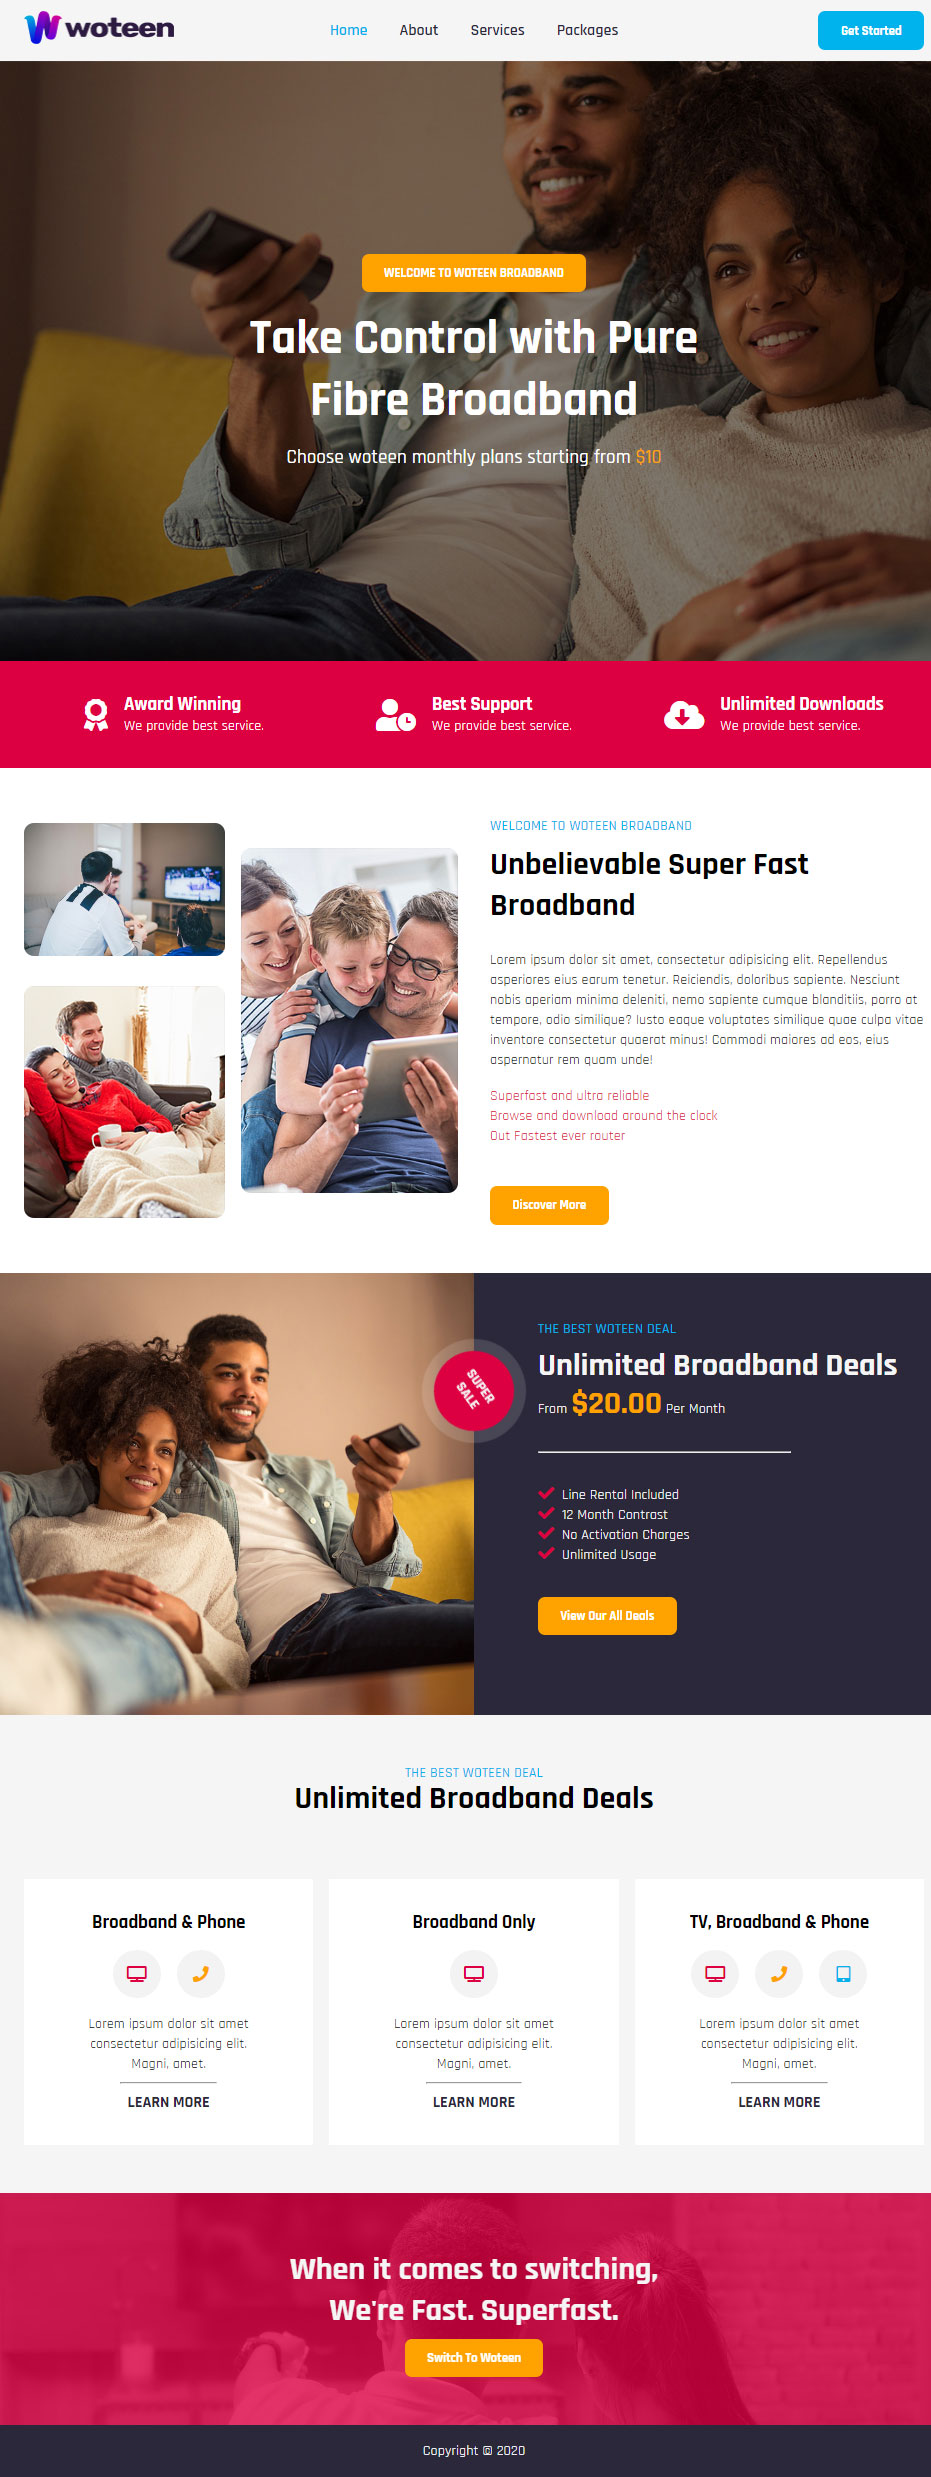 woteen
Home About Services Packages
Get Started
WELCOME TO WOTEEN BROADBAND
Take Control with Pure
Fibre Broadband
Choose woteen monthly plans starting from $10
Award Winning
We provide best service.
Best Support
We provide best service.
Unlimited Downloads
We provide best service.
WELCOME TO WOTEEN BROADBAND
Unbelievable Super Fast
Broadband
Lorem ipsum dolor sit amet, consectetur adipisicing elit. Repellendus
asperiores eius earum tenetur. Reiciendis, doloribus sapiente. Nesciunt
nobis aperiam minima deleniti, nemo sapiente cumque blanditiis, porro at
tempore, odio similique? Iusto eaque voluptates similique quae culpa vitae
inventore consectetur quaerat minus! Commodi maiores ad eos, eius
aspernatur rem quam unde!
Superfast and ultra reliable
Browse and download around the clock
Out Fastest ever router
Discover More
SUPER
SALE
THE BEST WOTEEN DEAL
Unlimited Broadband Deals
From $20.00 Per Month
Line Rental Included
12 Month Contrast
No Activation Charges
Unlimited Usage
View Our All Deals
THE BEST WOTEEN DEAL
Unlimited Broadband Deals
Broadband & Phone
Lorem ipsum dolor sit amet
consectetur adipisicing elit.
Magni, amet.
LEARN MORE
Broadband Only
Lorem ipsum dolor sit amet
consectetur adipisicing elit.
Magni, amet.
LEARN MORE
TV, Broadband & Phone
Lorem ipsum dolor sit amet
consectetur adipisicing elit.
Magni, amet.
LEARN MORE
When it comes to switching,
We're Fast. Superfast.
Switch To Woteen
Copyright @ 2020